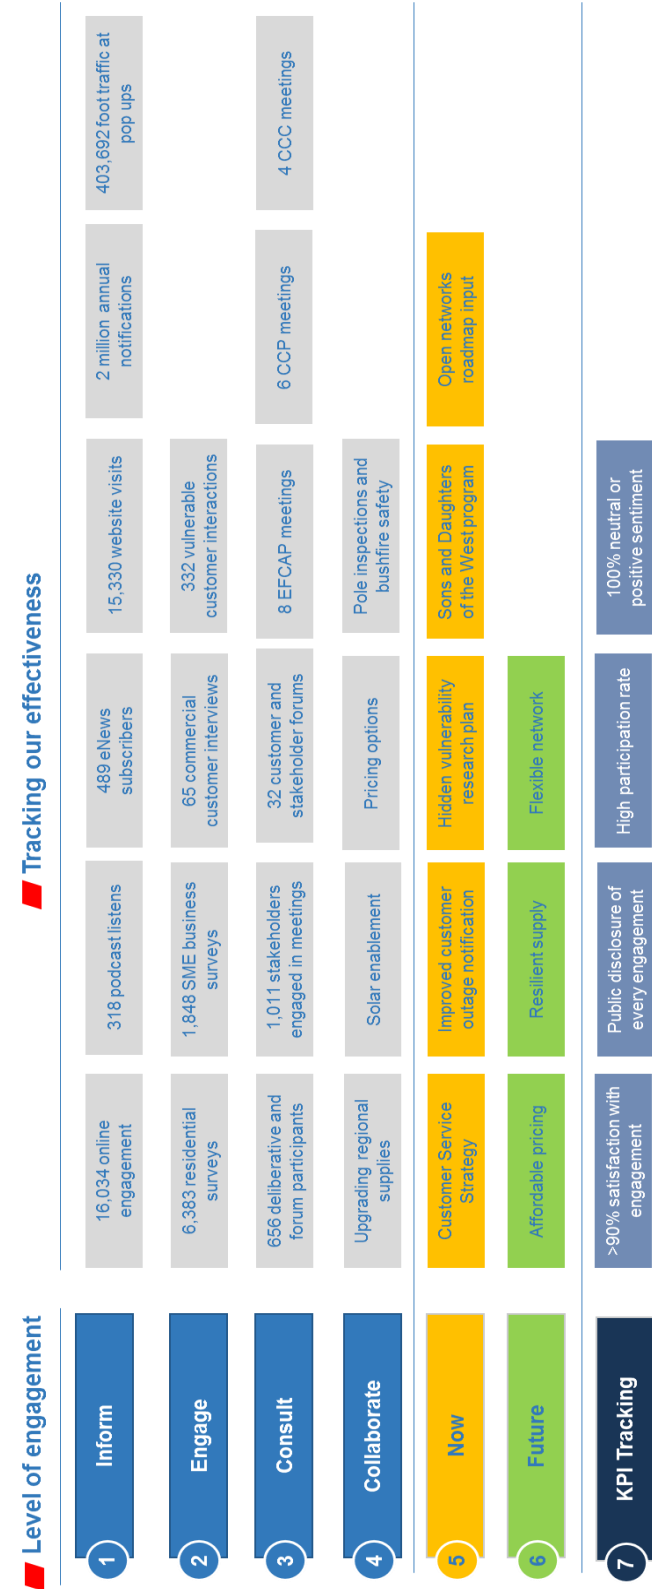 Level of engagement
Tracking our effectiveness
1
Inform
16,034 online
engagement
318 podcast listens
489 eNews
subscribers
15,330 website visits
2 million annual
notifications
403,692 foot traffic at
pop ups
2
Engage
6,383 residential
surveys
1,848 SME business
surveys
65 commercial
customer interviews
332 vulnerable
customer interactions
3
Consult
656 deliberative and
forum participants
1,011 stakeholders
engaged in meetings
32 customer and
stakeholder forums
8 EFCAP meetings
6 CCP meetings
4 CCC meetings
4
Collaborate
Upgrading regional
supplies
Solar enablement
Pricing options
Pole inspections and
bushfire safety
5
Now
Customer Service
Strategy
Improved customer
outage notification
Hidden vulnerability
research plan
Sons and Daughters
of the West program
Open networks
roadmap input
6
Future
Affordable pricing
Resilient supply
Flexible network
7
KPI Tracking
>90% satisfaction with
engagement
Public disclosure of
every engagement
High participation rate
100% neutral or
positive sentiment